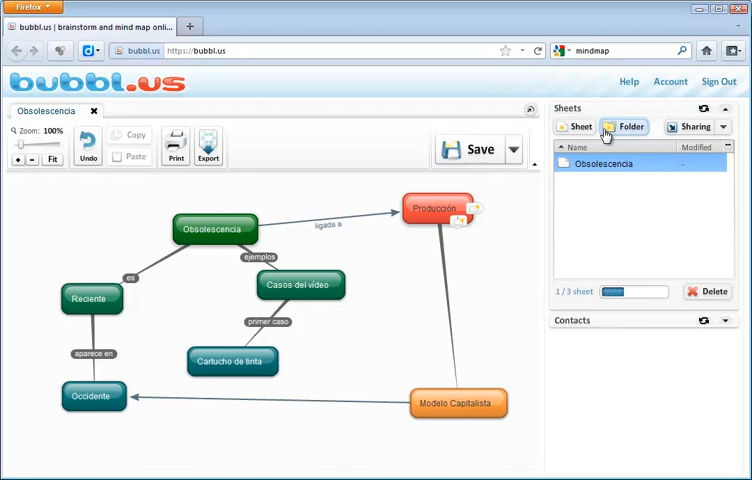 Firefox
bubbl.us | brainstorm and mind map onli...
bubbl.us https://bubbl.us mindmap
bubbl.us
Help Account Sign Out
Obsolescencia
Zoom: 100%
Fit
Undo
Copy
Paste
Print
Export
Save
Sheets
Sheet Folder Sharing
Name Modified
Obsolescencia
1 / 3 sheet
Delete
Contacts
Obsolescencia
ligada a
Producción
es
ejemplos
Reciente
Casos del vídeo
primer caso
aparece en
Cartucho de tinta
Occidente
Modelo Capitalista